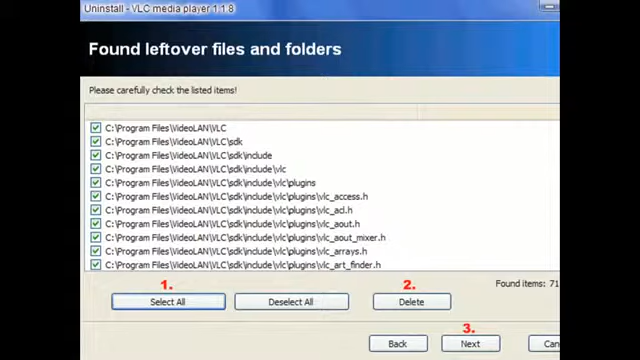 Uninstall - VLC media player 1.1.8
Found leftover files and folders
Please carefully check the listed items!
C:\Program Files\VideoLAN\VLC
C:\Program Files\VideoLAN\VLC\sdk
C:\Program Files\VideoLAN\VLC\sdk\include
C:\Program Files\VideoLAN\VLC\sdk\include\vlc
C:\Program Files\VideoLAN\VLC\sdk\include\vlc\plugins
C:\Program Files\VideoLAN\VLC\sdk\include\vlc\plugins\vlc_access.h
C:\Program Files\VideoLAN\VLC\sdk\include\vlc\plugins\vlc_acl.h
C:\Program Files\VideoLAN\VLC\sdk\include\vlc\plugins\vlc_aout.h
C:\Program Files\VideoLAN\VLC\sdk\include\vlc\plugins\vlc_aout_mixer.h
C:\Program Files\VideoLAN\VLC\sdk\include\vlc\plugins\vlc_arrays.h
C:\Program Files\VideoLAN\VLC\sdk\include\vlc\plugins\vlc_art_finder.h
1. 2. Found items: 71
Select All Deselect All Delete
3.
Back Next Can